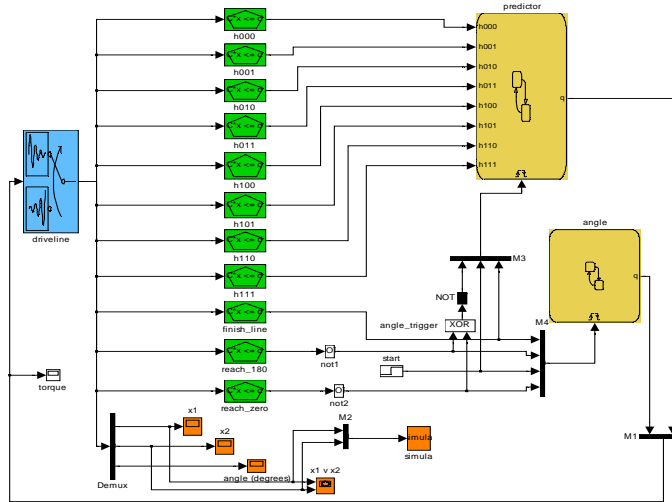 predictor
h000
h000
h001
h001
h010
h010
h011
h011
h100
h100
h101
h101
h110
h110
h111
h111
q
driveline
finish_line
reach_180
reach_zero
not1
not2
angle_trigger
XOR
NOT
M3
start
M4
angle
q
M1
torque
x1
x2
angle (degrees)
Demux
M2
x1 v x2
simula
simula